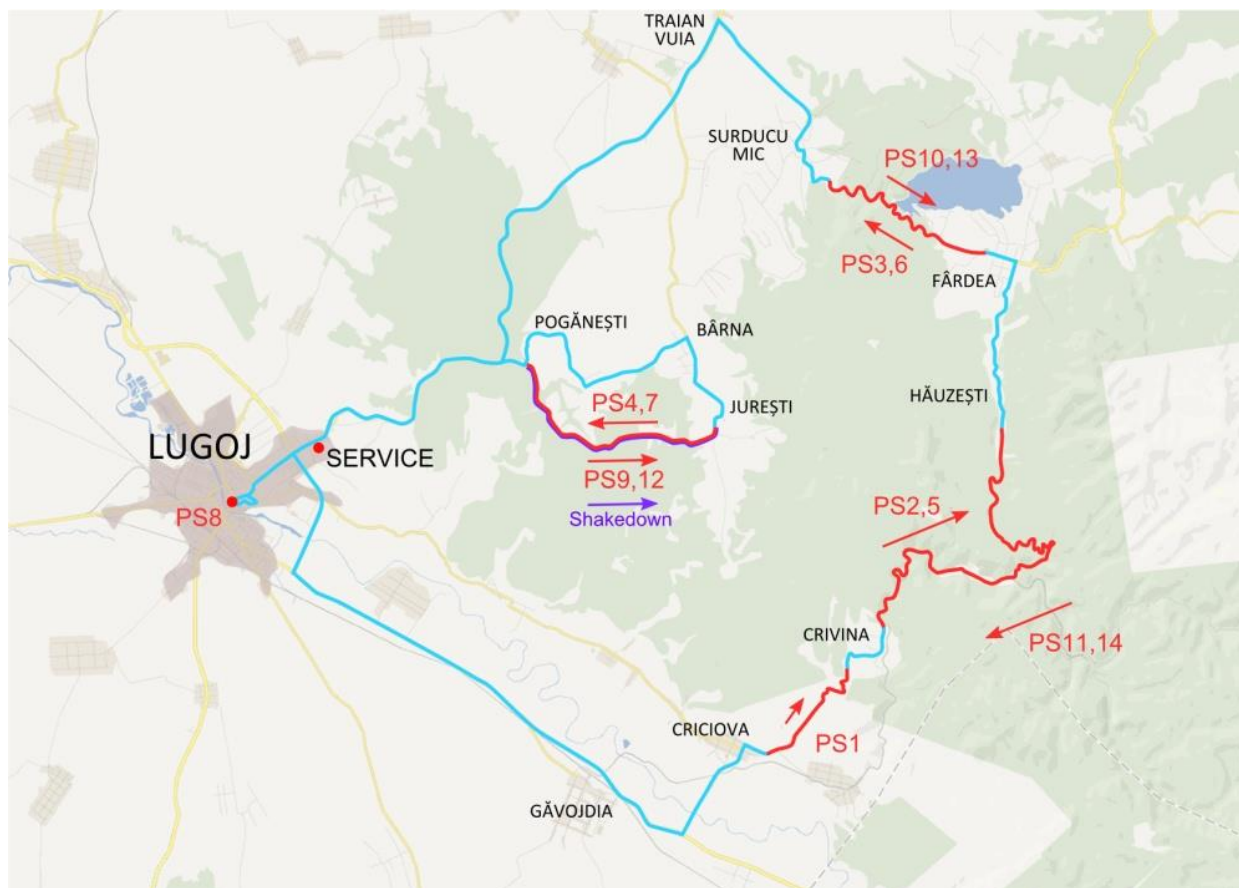 TRAIAN
VUIA
SURDUCU
MIC
PS10,13
PS3,6
FÂRDEA
POGĂNEȘTI
BÂRNA
HĂUZEȘTI
PS4,7
JUREȘTI
LUGOJ
SERVICE
PS9,12
PS8
Shakedown
PS2,5
CRIVINA
PS11,14
CRICIOVA
PS1
GĂVOJDIA